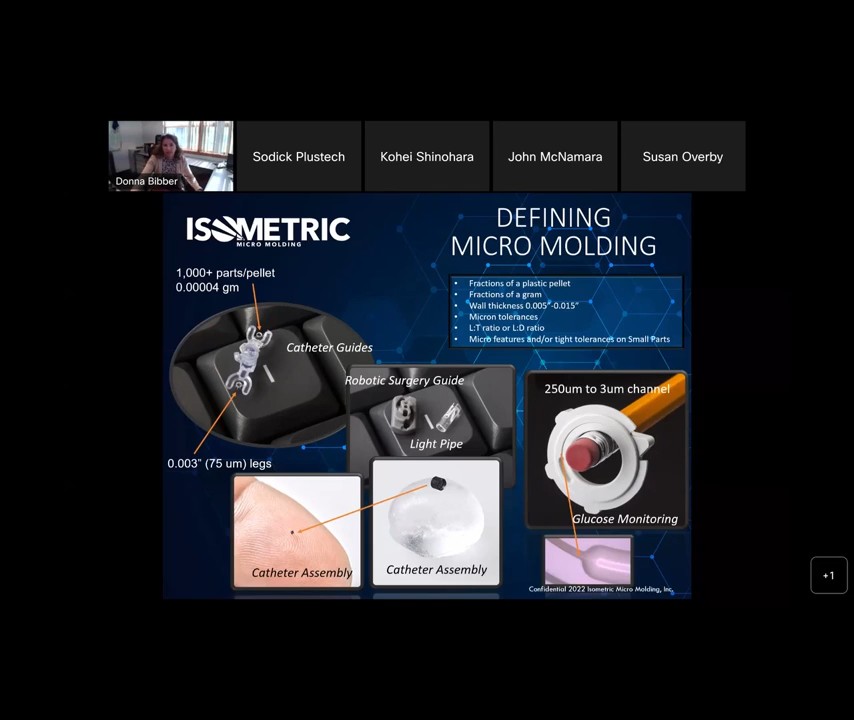 Donna Bibber
Sodick Plustech
Kohei Shinohara
John McNamara
Susan Overby
ISOMETRIC
MICRO MOLDING
DEFINING
MICRO MOLDING
• Fractions of a plastic pellet
• Fractions of a gram
• Wall thickness 0.005"-0.015"
• Micron tolerances
• L:T ratio or L:D ratio
• Micro features and/or tight tolerances on Small Parts
1,000+ parts/pellet
0.00004 gm
Catheter Guides
0.003" (75 um) legs
Robotic Surgery Guide
Light Pipe
250um to 3um channel
Glucose Monitoring
Catheter Assembly
Catheter Assembly
Confidential 2022 Isometric Micro Molding, Inc.
+1